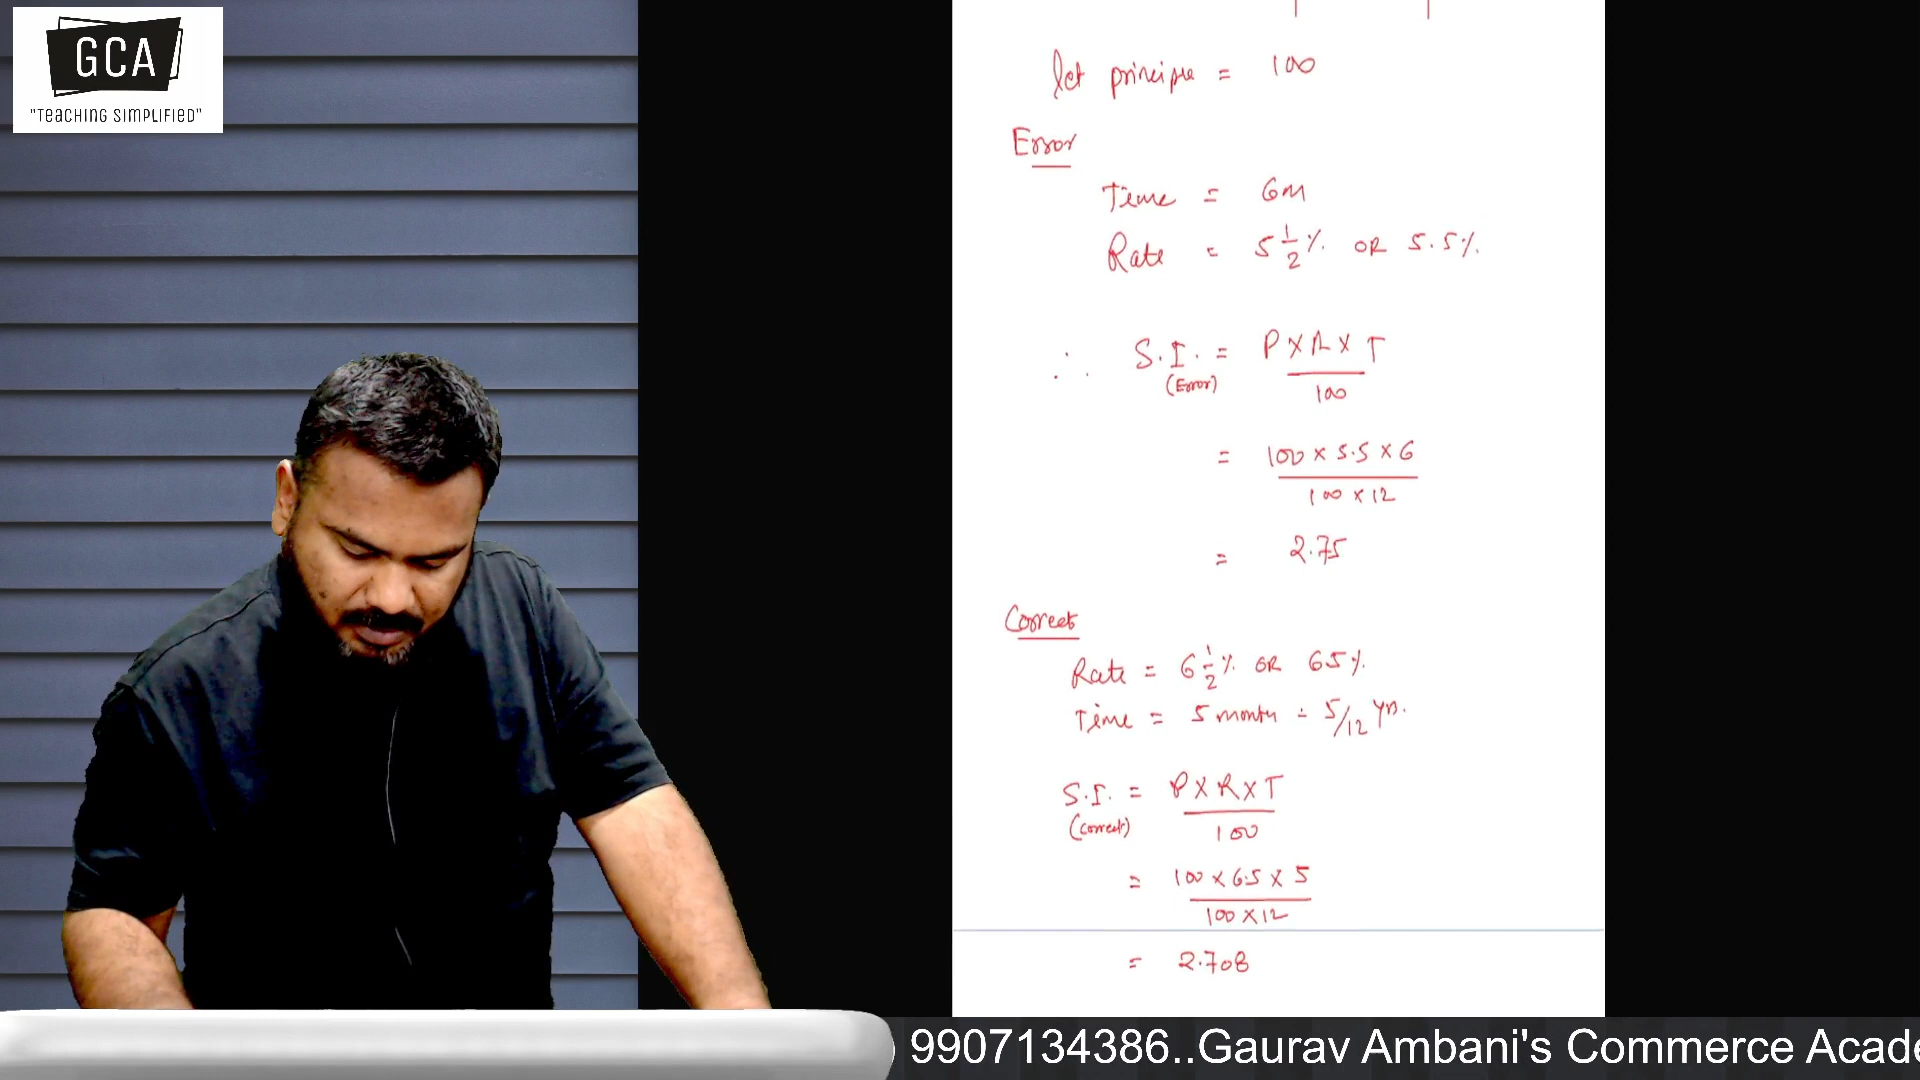 GCA
"Teaching Simplified"
let principle = 100
Error
Time = 6m
Rate = 5 1/2 % OR 5.5%
∴ S.I. = P X R X T / 100
(Error)
= 100 x 5.5 x 6 / 100 x 12
= 2.75
Correct
Rate = 6 1/2 % OR 6.5%
Time = 5 month = 5/12 yrs.
S.I. = P X R X T / 100
(correct)
= 100 x 6.5 x 5 / 100 x 12
= 2.708
9907134386..Gaurav Ambani's Commerce Acade